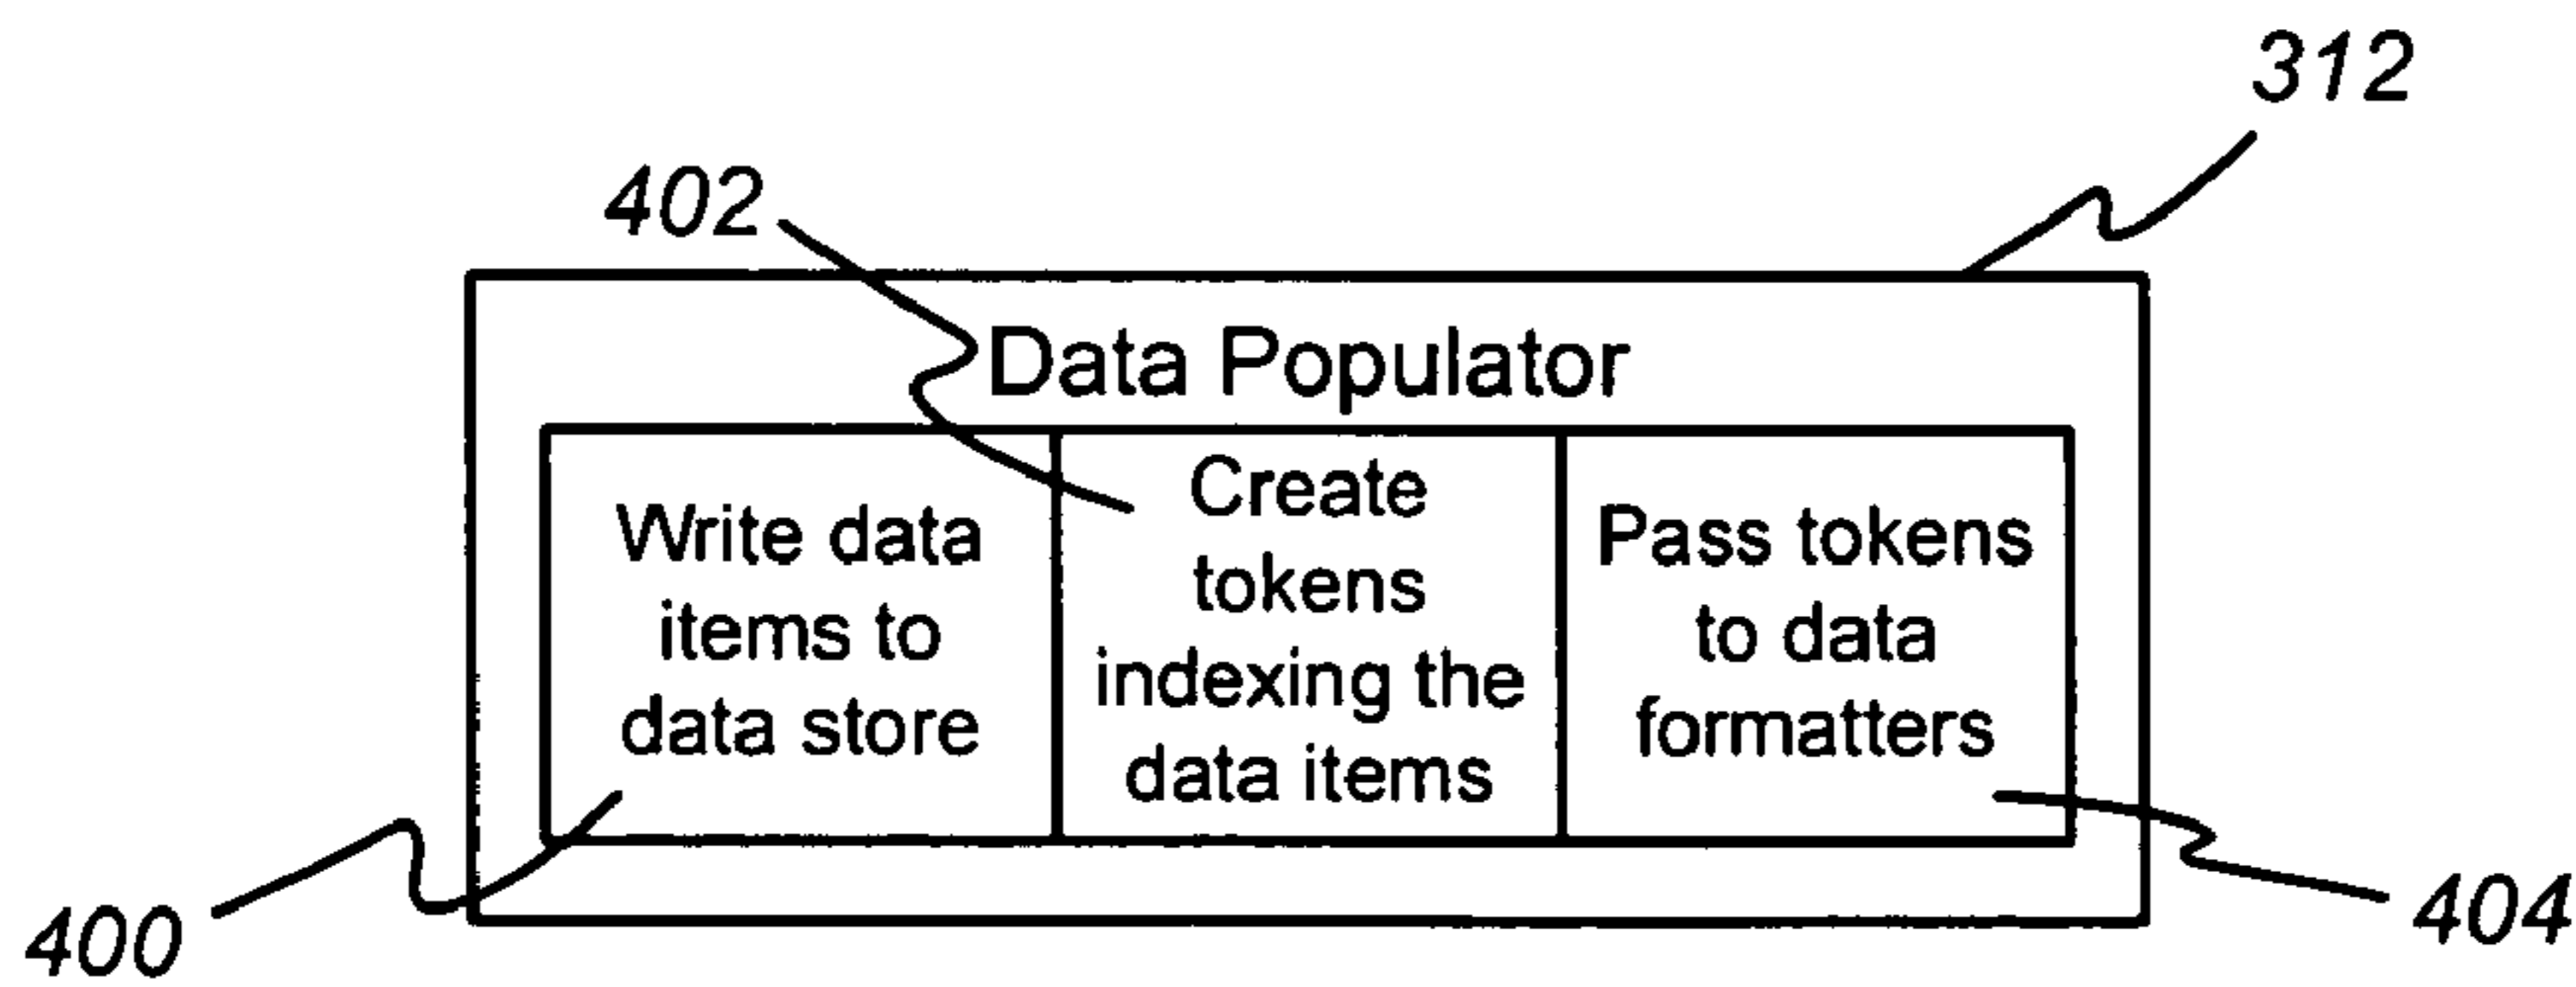 312
402
Data Populator
Write data
items to
data store
Create
tokens
indexing the
data items
Pass tokens
to data
formatters
400
404